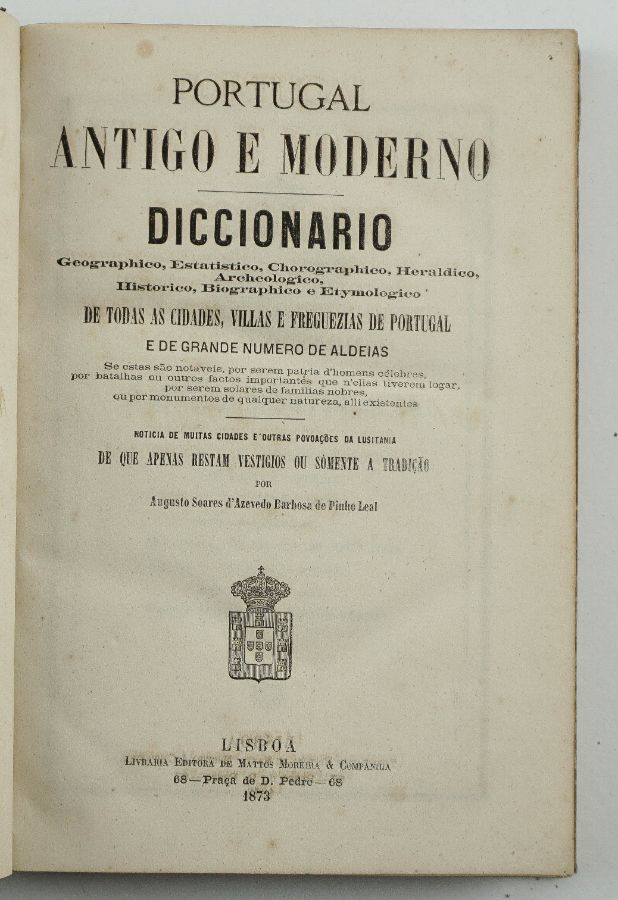 PORTUGAL
ANTIGO E MODERNO
DICCIONARIO
Geographico, Estatistico, Chorographico, Heraldico,
Archeologico,
Historico, Biographico e Etymologico
DE TODAS AS CIDADES, VILLAS E FREGUEZIAS DE PORTUGAL
E DE GRANDE NUMERO DE ALDEIAS
Se estas são notaveis, por serem patria d'homens célebres,
por batalhas ou outros factos importantes que n'ellas tiveram logar,
por serem solares de familias nobres,
ou por monumentos de qualquer natureza, alli existentes
NOTICIA DE MUITAS CIDADES E OUTRAS POVOAÇÕES DA LUSITANIA
DE QUE APENAS RESTAM VESTIGIOS OU SÓMENTE A TRADIÇÃO
POR
Augusto Soares d'Azevedo Barbosa de Pinho Leal
LISBOA
LIVRARIA EDITORA DE MATTOS MOREIRA & COMPANHIA
68—Praça de D. Pedro—68
1873